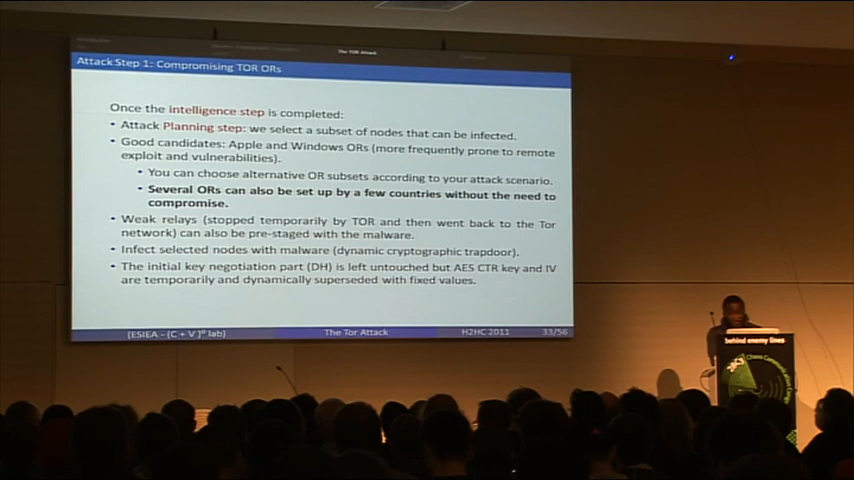 The TOR Attack
Attack Step 1: Compromising TOR ORs
Once the intelligence step is completed:
• Attack Planning step: we select a subset of nodes that can be infected.
• Good candidates: Apple and Windows ORs (more frequently prone to remote
exploit and vulnerabilities).
• You can choose alternative OR subsets according to your attack scenario.
• Several ORs can also be set up by a few countries without the need to
compromise.
• Weak relays (stopped temporarily by TOR and then went back to the Tor
network) can also be pre-staged with the malware.
• Infect selected nodes with malware (dynamic cryptographic trapdoor).
• The initial key negotiation part (DH) is left untouched but AES CTR key and IV
are temporarily and dynamically superseded with fixed values.
(ESIEA - (C + V)º lab) The Tor Attack H2HC 2011 33/56
behind enemy lines